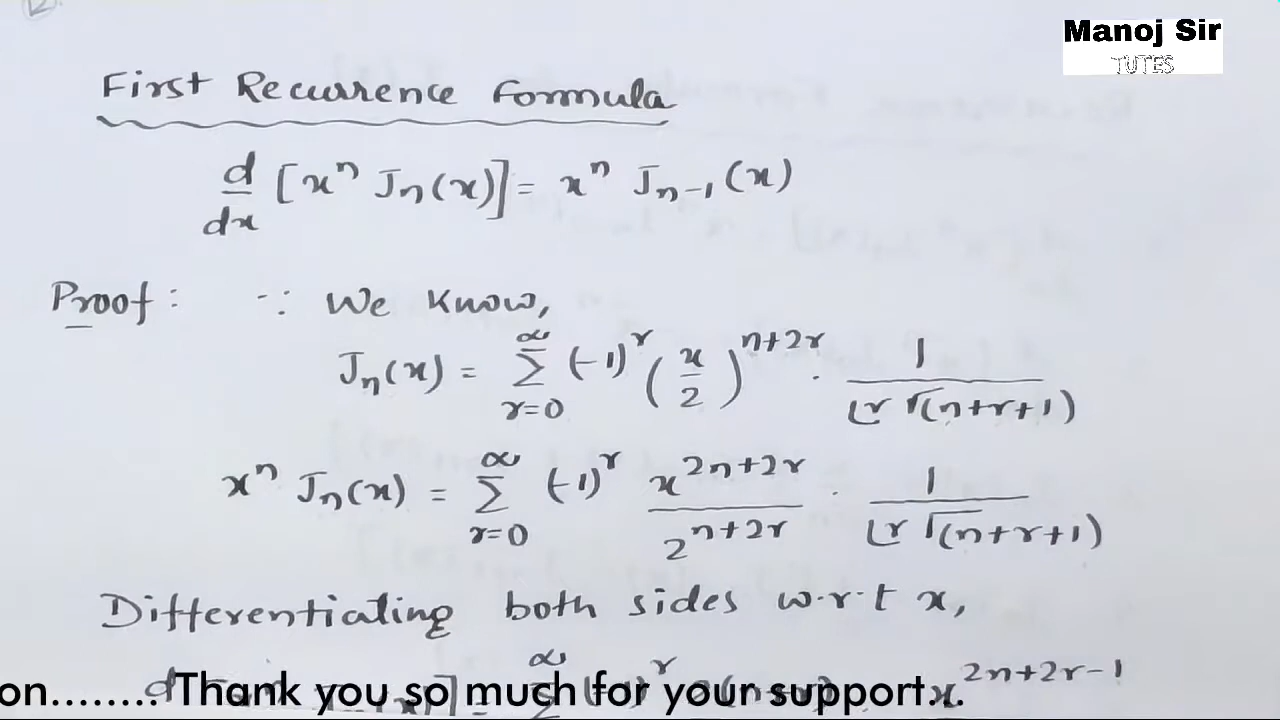 Manoj Sir
TUTES
First Recurrence Formula
d/dx [x^n J_n(x)] = x^n J_{n-1}(x)
Proof: ∵ We Know,
J_n(x) = ∑_{r=0}^{∞} (-1)^r (x/2)^{n+2r} · 1/(⌊r Γ(n+r+1))
x^n J_n(x) = ∑_{r=0}^{∞} (-1)^r x^{2n+2r}/2^{n+2r} · 1/(⌊r Γ(n+r+1))
Differentiating both sides w.r.t x,
on........ Thank you so much for your support...